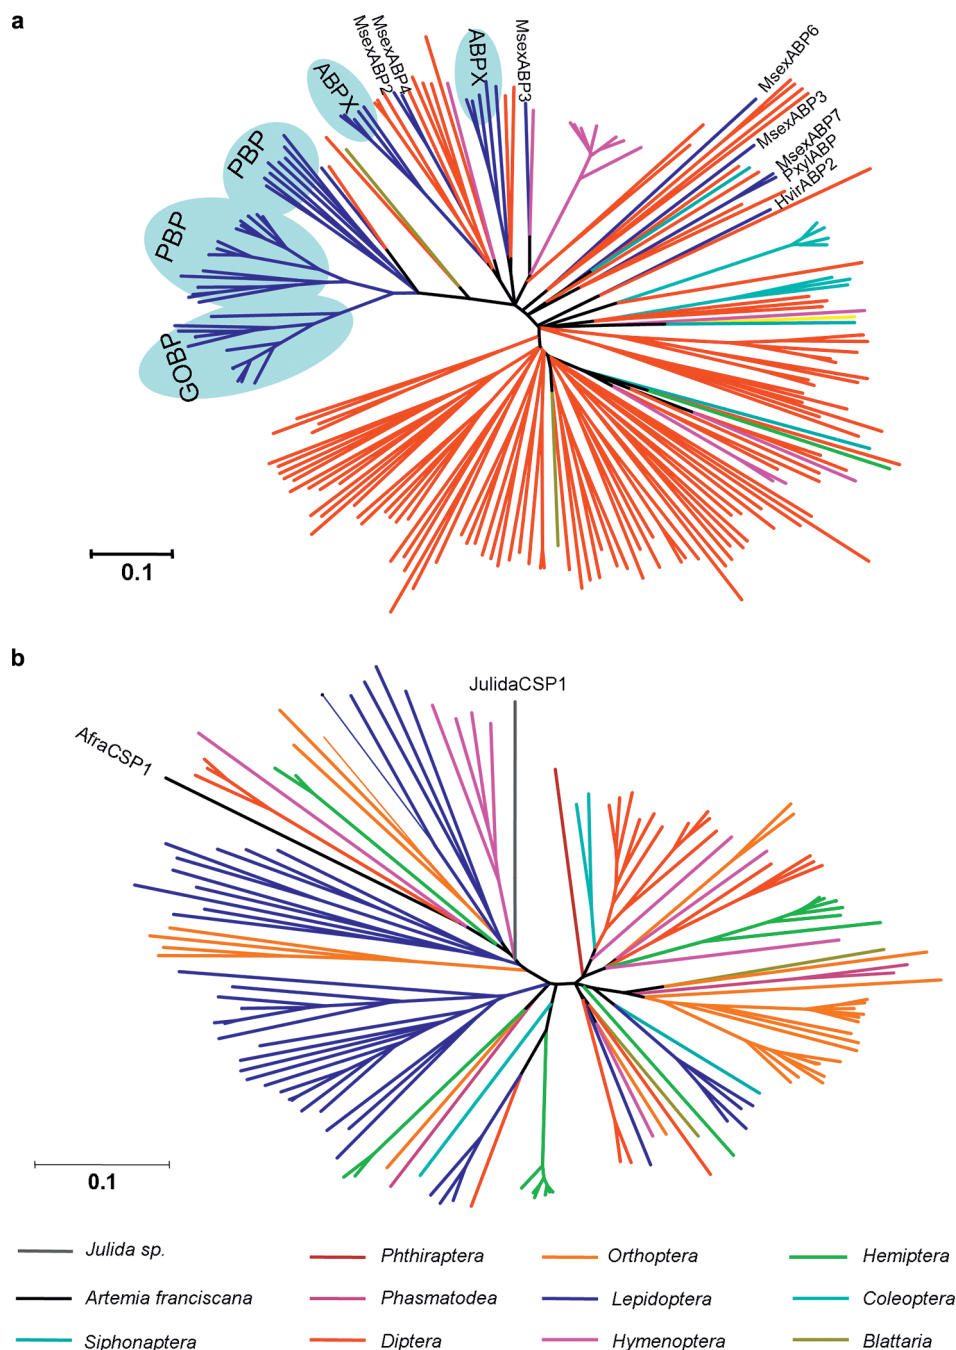 a
MsexABP2
MsexABP4
ABPX
ABPX
MsexABP3
MsexABP6
MsexABP3
MsexABP7
PxylABP
HvirABP2
PBP
PBP
GOBP
0.1
b
JulidaCSP1
AfraCSP1
0.1
Julida sp.
Phthiraptera
Orthoptera
Hemiptera
Artemia franciscana
Phasmatodea
Lepidoptera
Coleoptera
Siphonaptera
Diptera
Hymenoptera
Blattaria